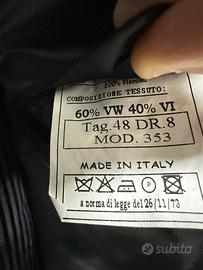 100% Viscosa
COMPOSIZIONE TESSUTO:
60% VW 40% VI
Tag.48 DR.8
MOD. 353
MADE IN ITALY
a norma di legge del 26/11/73
subito